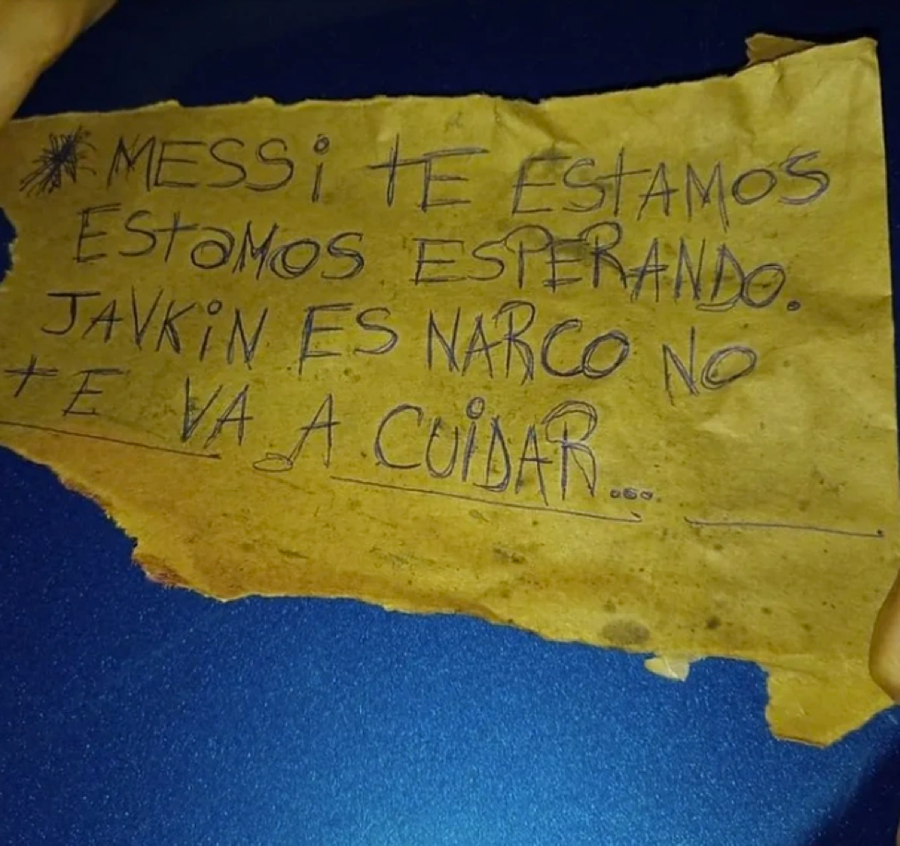 * MESSi tE EStAMOS
EStaMOS ESPERANDO.
JAVKiN ES NARCO NO
tE VA A CUiDAR...